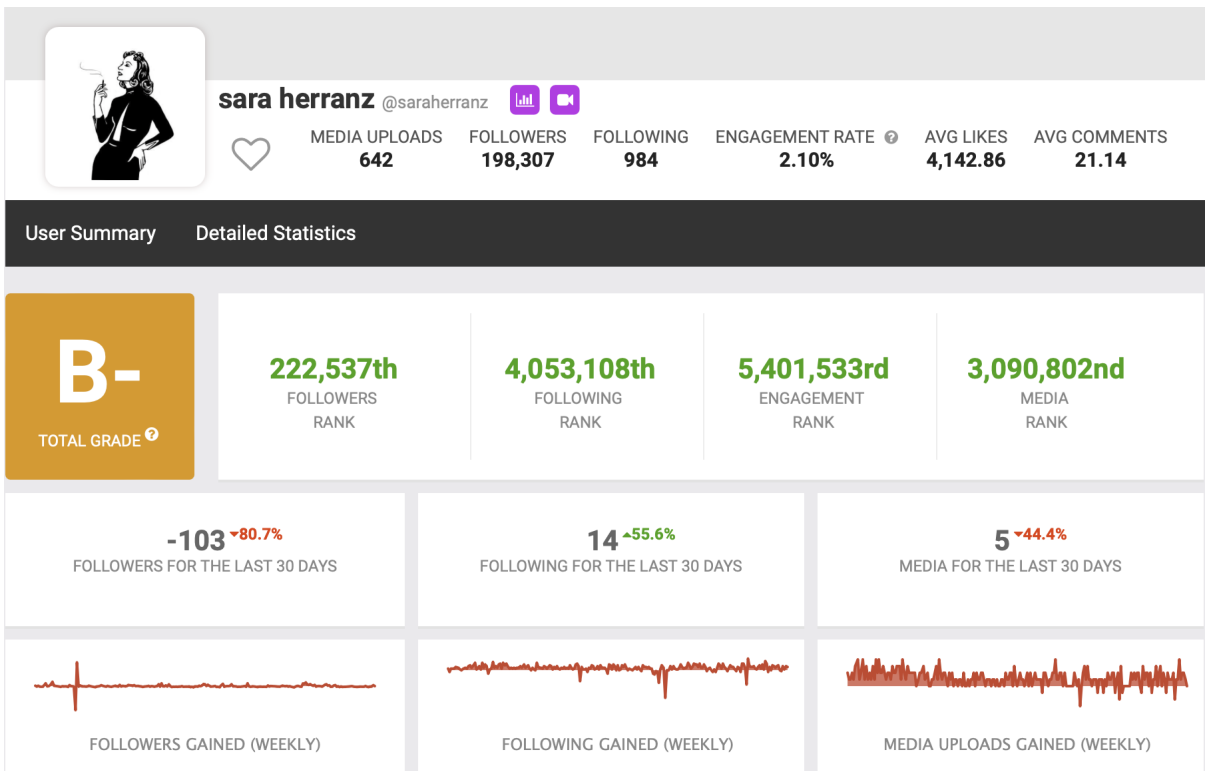 sara herranz @saraherranz
MEDIA UPLOADS FOLLOWERS FOLLOWING ENGAGEMENT RATE ? AVG LIKES AVG COMMENTS
642 198,307 984 2.10% 4,142.86 21.14
User Summary Detailed Statistics
B-
TOTAL GRADE ?
222,537th 4,053,108th 5,401,533rd 3,090,802nd
FOLLOWERS FOLLOWING ENGAGEMENT MEDIA
RANK RANK RANK RANK
-103 80.7% 14 55.6% 5 -44.4%
FOLLOWERS FOR THE LAST 30 DAYS FOLLOWING FOR THE LAST 30 DAYS MEDIA FOR THE LAST 30 DAYS
FOLLOWERS GAINED (WEEKLY) FOLLOWING GAINED (WEEKLY) MEDIA UPLOADS GAINED (WEEKLY)